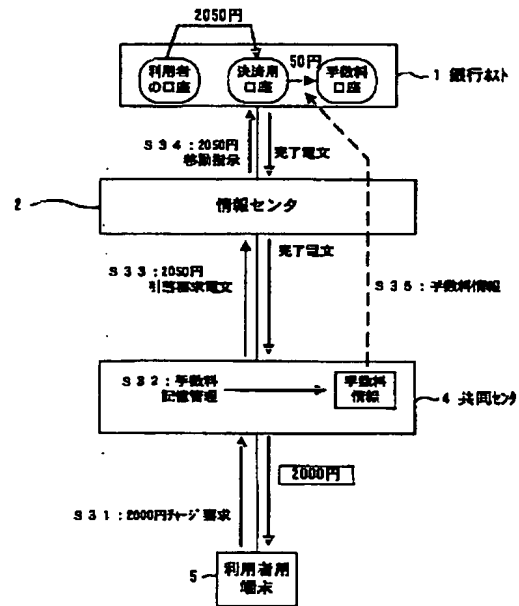 2050円
利用者
の口座
決済用
口座
50円
手数料
口座
1 銀行ホスト
S34:2050円
移動指示
完了電文
2
情報センタ
S33:2050円
引落要求電文
完了電文
S35:手数料情報
S32:手数料
記憶管理
手数料
情報
4 共同センタ
2000円
S31:2000円チャージ要求
5
利用者用
端末